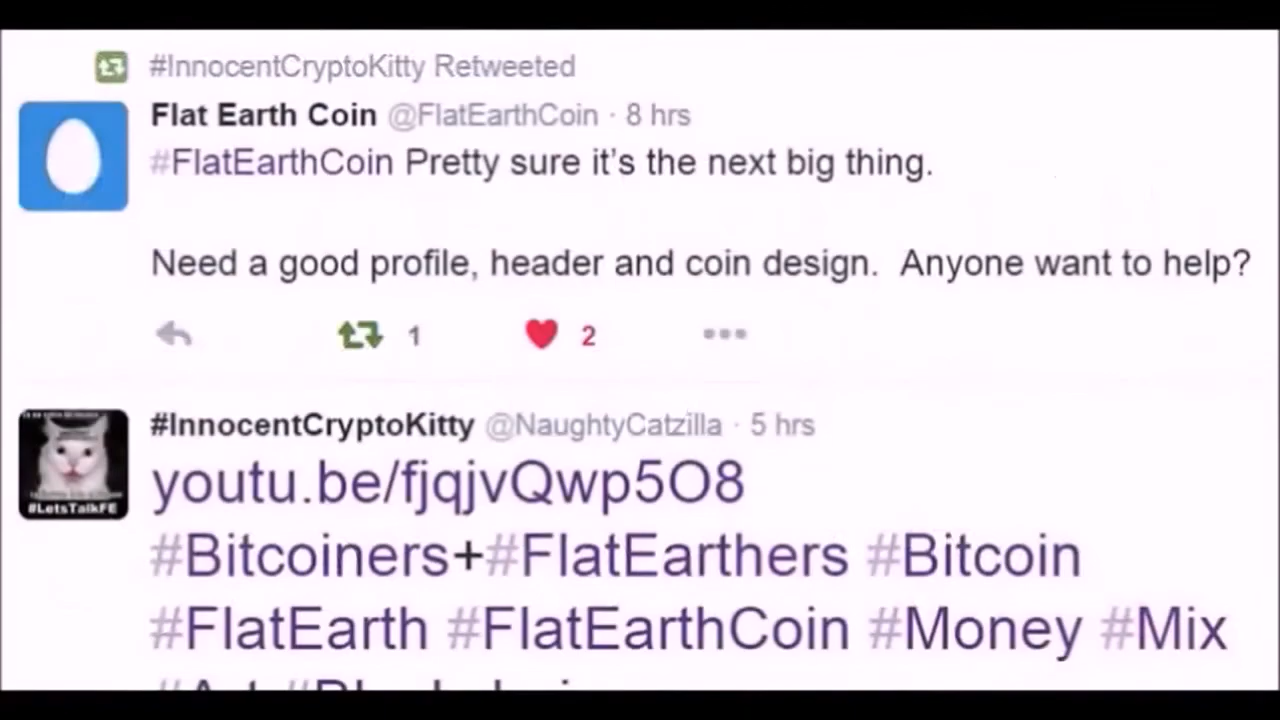 #InnocentCryptoKitty Retweeted
Flat Earth Coin @FlatEarthCoin · 8 hrs
#FlatEarthCoin Pretty sure it's the next big thing.
Need a good profile, header and coin design.  Anyone want to help?
1 2
#InnocentCryptoKitty @NaughtyCatzilla · 5 hrs
youtu.be/fjqjvQwp5O8
#LetsTalkFE
#Bitcoiners+#FlatEarthers #Bitcoin
#FlatEarth #FlatEarthCoin #Money #Mix